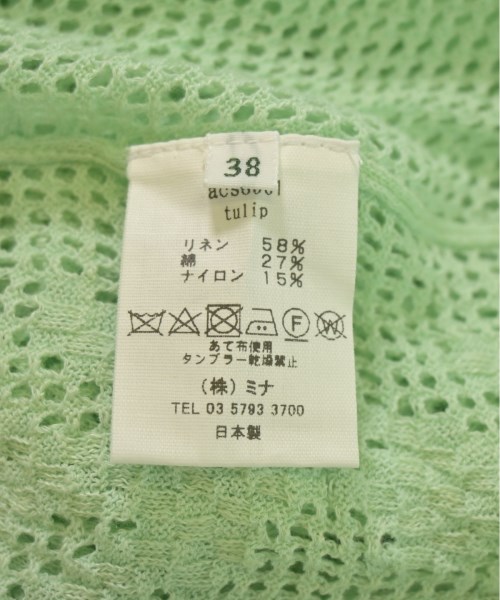 38
tulip
リネン 58%
綿 27%
ナイロン 15%
F W
あて布使用
タンブラー乾燥禁止
(株) ミナ
TEL 03 5793 3700
日本製